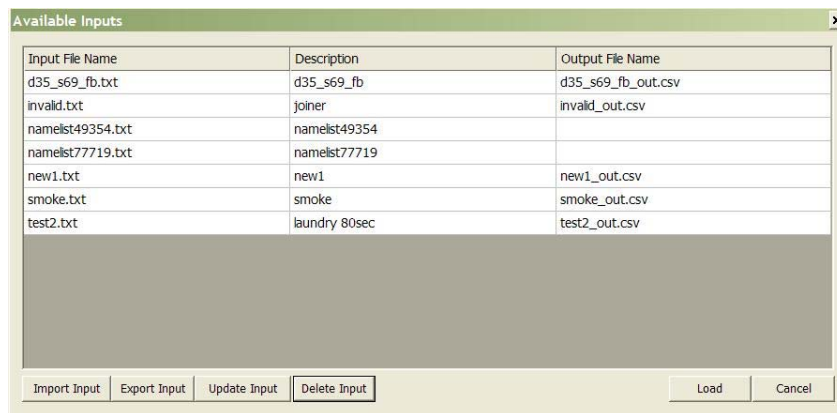 Available Inputs
Input File Name Description Output File Name
d35_s69_fb.txt d35_s69_fb d35_s69_fb_out.csv
invalid.txt joiner invalid_out.csv
namelist49354.txt namelist49354
namelist77719.txt namelist77719
new1.txt new1 new1_out.csv
smoke.txt smoke smoke_out.csv
test2.txt laundry 80sec test2_out.csv
Import Input Export Input Update Input Delete Input Load Cancel